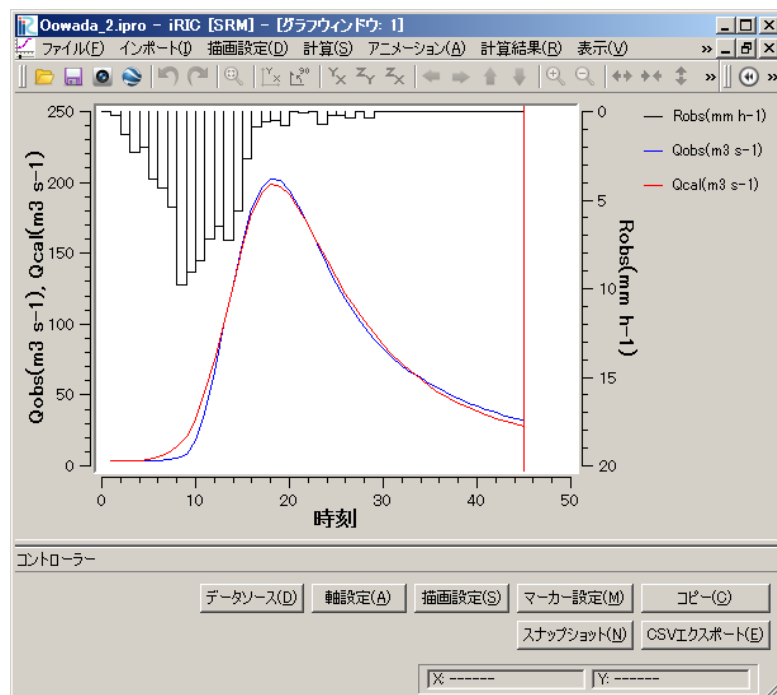 Oowada_2.ipro - iRIC [SRM] - [グラフウィンドウ: 1]
ファイル(F) インポート(I) 描画設定(D) 計算(S) アニメーション(A) 計算結果(R) 表示(V) »
» »
250
200
150
100
50
0
Qobs(m3 s-1), Qcal(m3 s-1)
0
5
10
15
20
Robs(mm h-1)
Robs(mm h-1)
Qobs(m3 s-1)
Qcal(m3 s-1)
0 10 20 30 40 50
時刻
コントローラー
データソース(D) 軸設定(A) 描画設定(S) マーカー設定(M) コピー(C)
スナップショット(N) CSVエクスポート(E)
X: ------ Y: ------